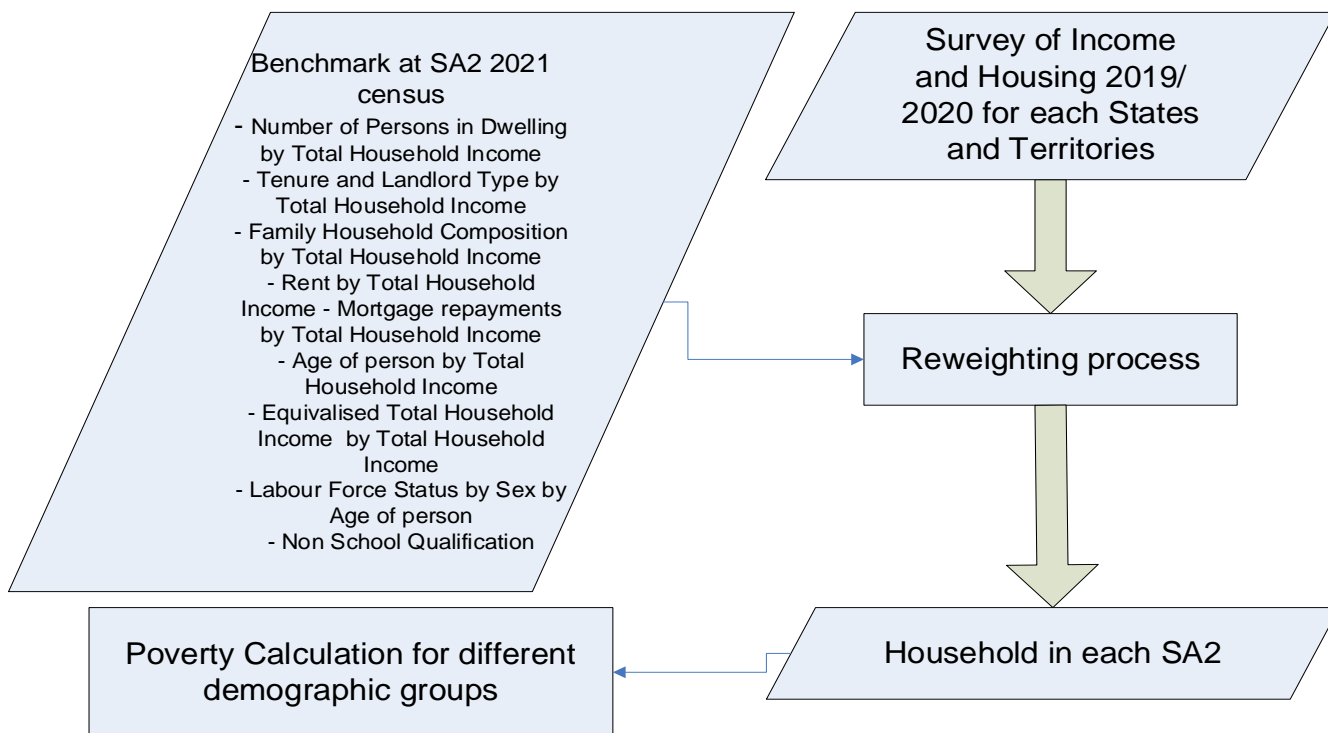 Benchmark at SA2 2021
census
- Number of Persons in Dwelling
by Total Household Income
- Tenure and Landlord Type by
Total Household Income
- Family Household Composition
by Total Household Income
- Rent by Total Household
Income - Mortgage repayments
by Total Household Income
- Age of person by Total
Household Income
- Equivalised Total Household
Income by Total Household
Income
- Labour Force Status by Sex by
Age of person
- Non School Qualification
Survey of Income
and Housing 2019/
2020 for each States
and Territories
Reweighting process
Household in each SA2
Poverty Calculation for different
demographic groups